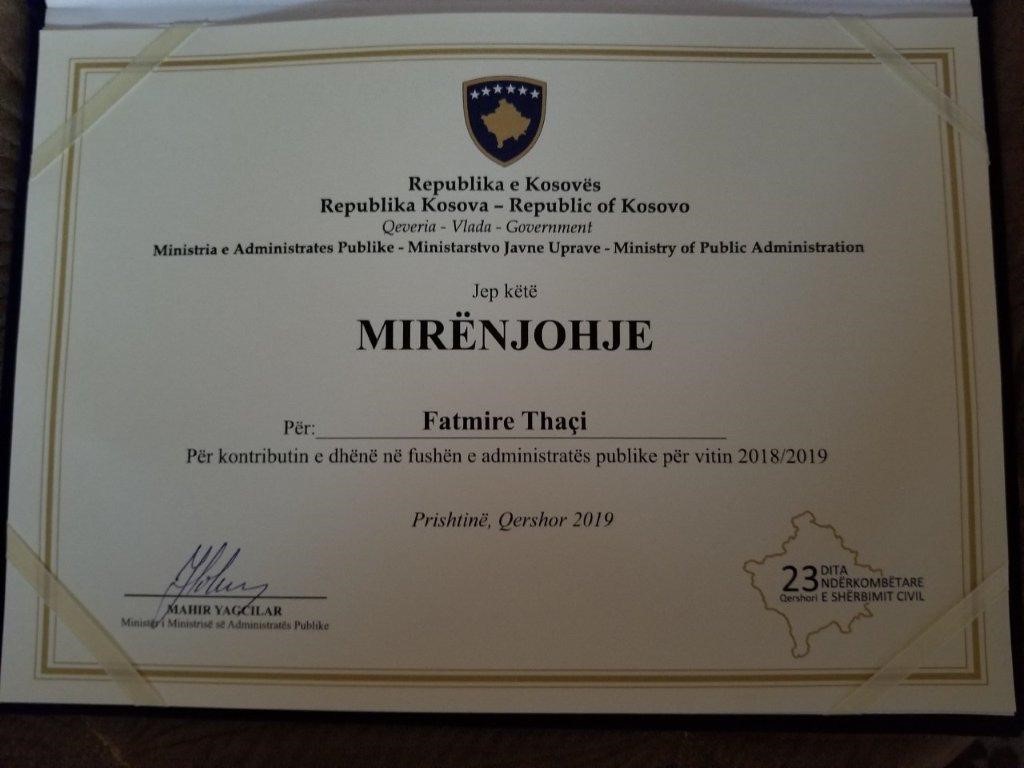 Republika e Kosovës
Republika Kosova – Republic of Kosovo
Qeveria - Vlada - Government
Ministria e Administrates Publike - Ministarstvo Javne Uprave - Ministry of Public Administration
Jep këtë
MIRËNJOHJE
Për: Fatmire Thaçi
Për kontributin e dhënë në fushën e administratës publike për vitin 2018/2019
Prishtinë, Qershor 2019
MAHIR YAGCILAR
Ministër i Ministrisë së Administratës Publike
23 DITA
NDËRKOMBËTARE
Qershori E SHËRBIMIT CIVIL